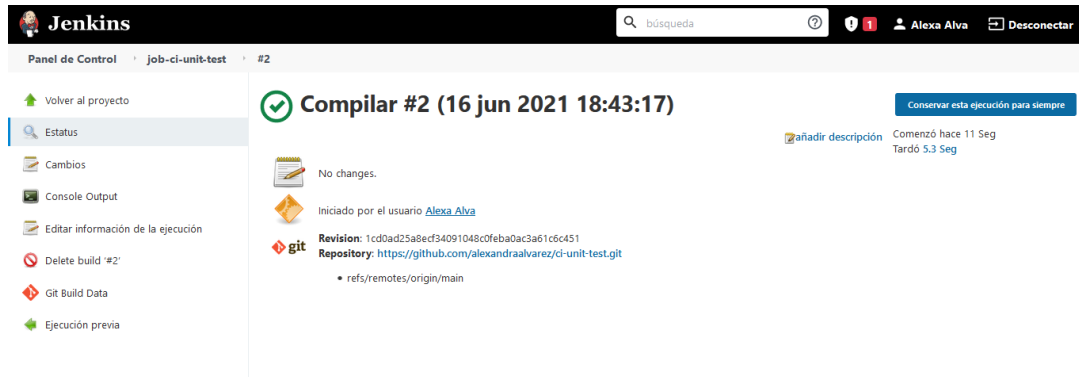 Jenkins
búsqueda
1
Alexa Alva
Desconectar
Panel de Control
job-ci-unit-test
#2
Volver al proyecto
Estatus
Cambios
Console Output
Editar información de la ejecución
Delete build '#2'
Git Build Data
Ejecución previa
Compilar #2 (16 jun 2021 18:43:17)
Conservar esta ejecución para siempre
añadir descripción
Comenzó hace 11 Seg
Tardó 5.3 Seg
No changes.
Iniciado por el usuario Alexa Alva
git
Revision: 1cd0ad25a8ecf34091048c0feba0ac3a61c6c451
Repository: https://github.com/alexandraalvarez/ci-unit-test.git
• refs/remotes/origin/main